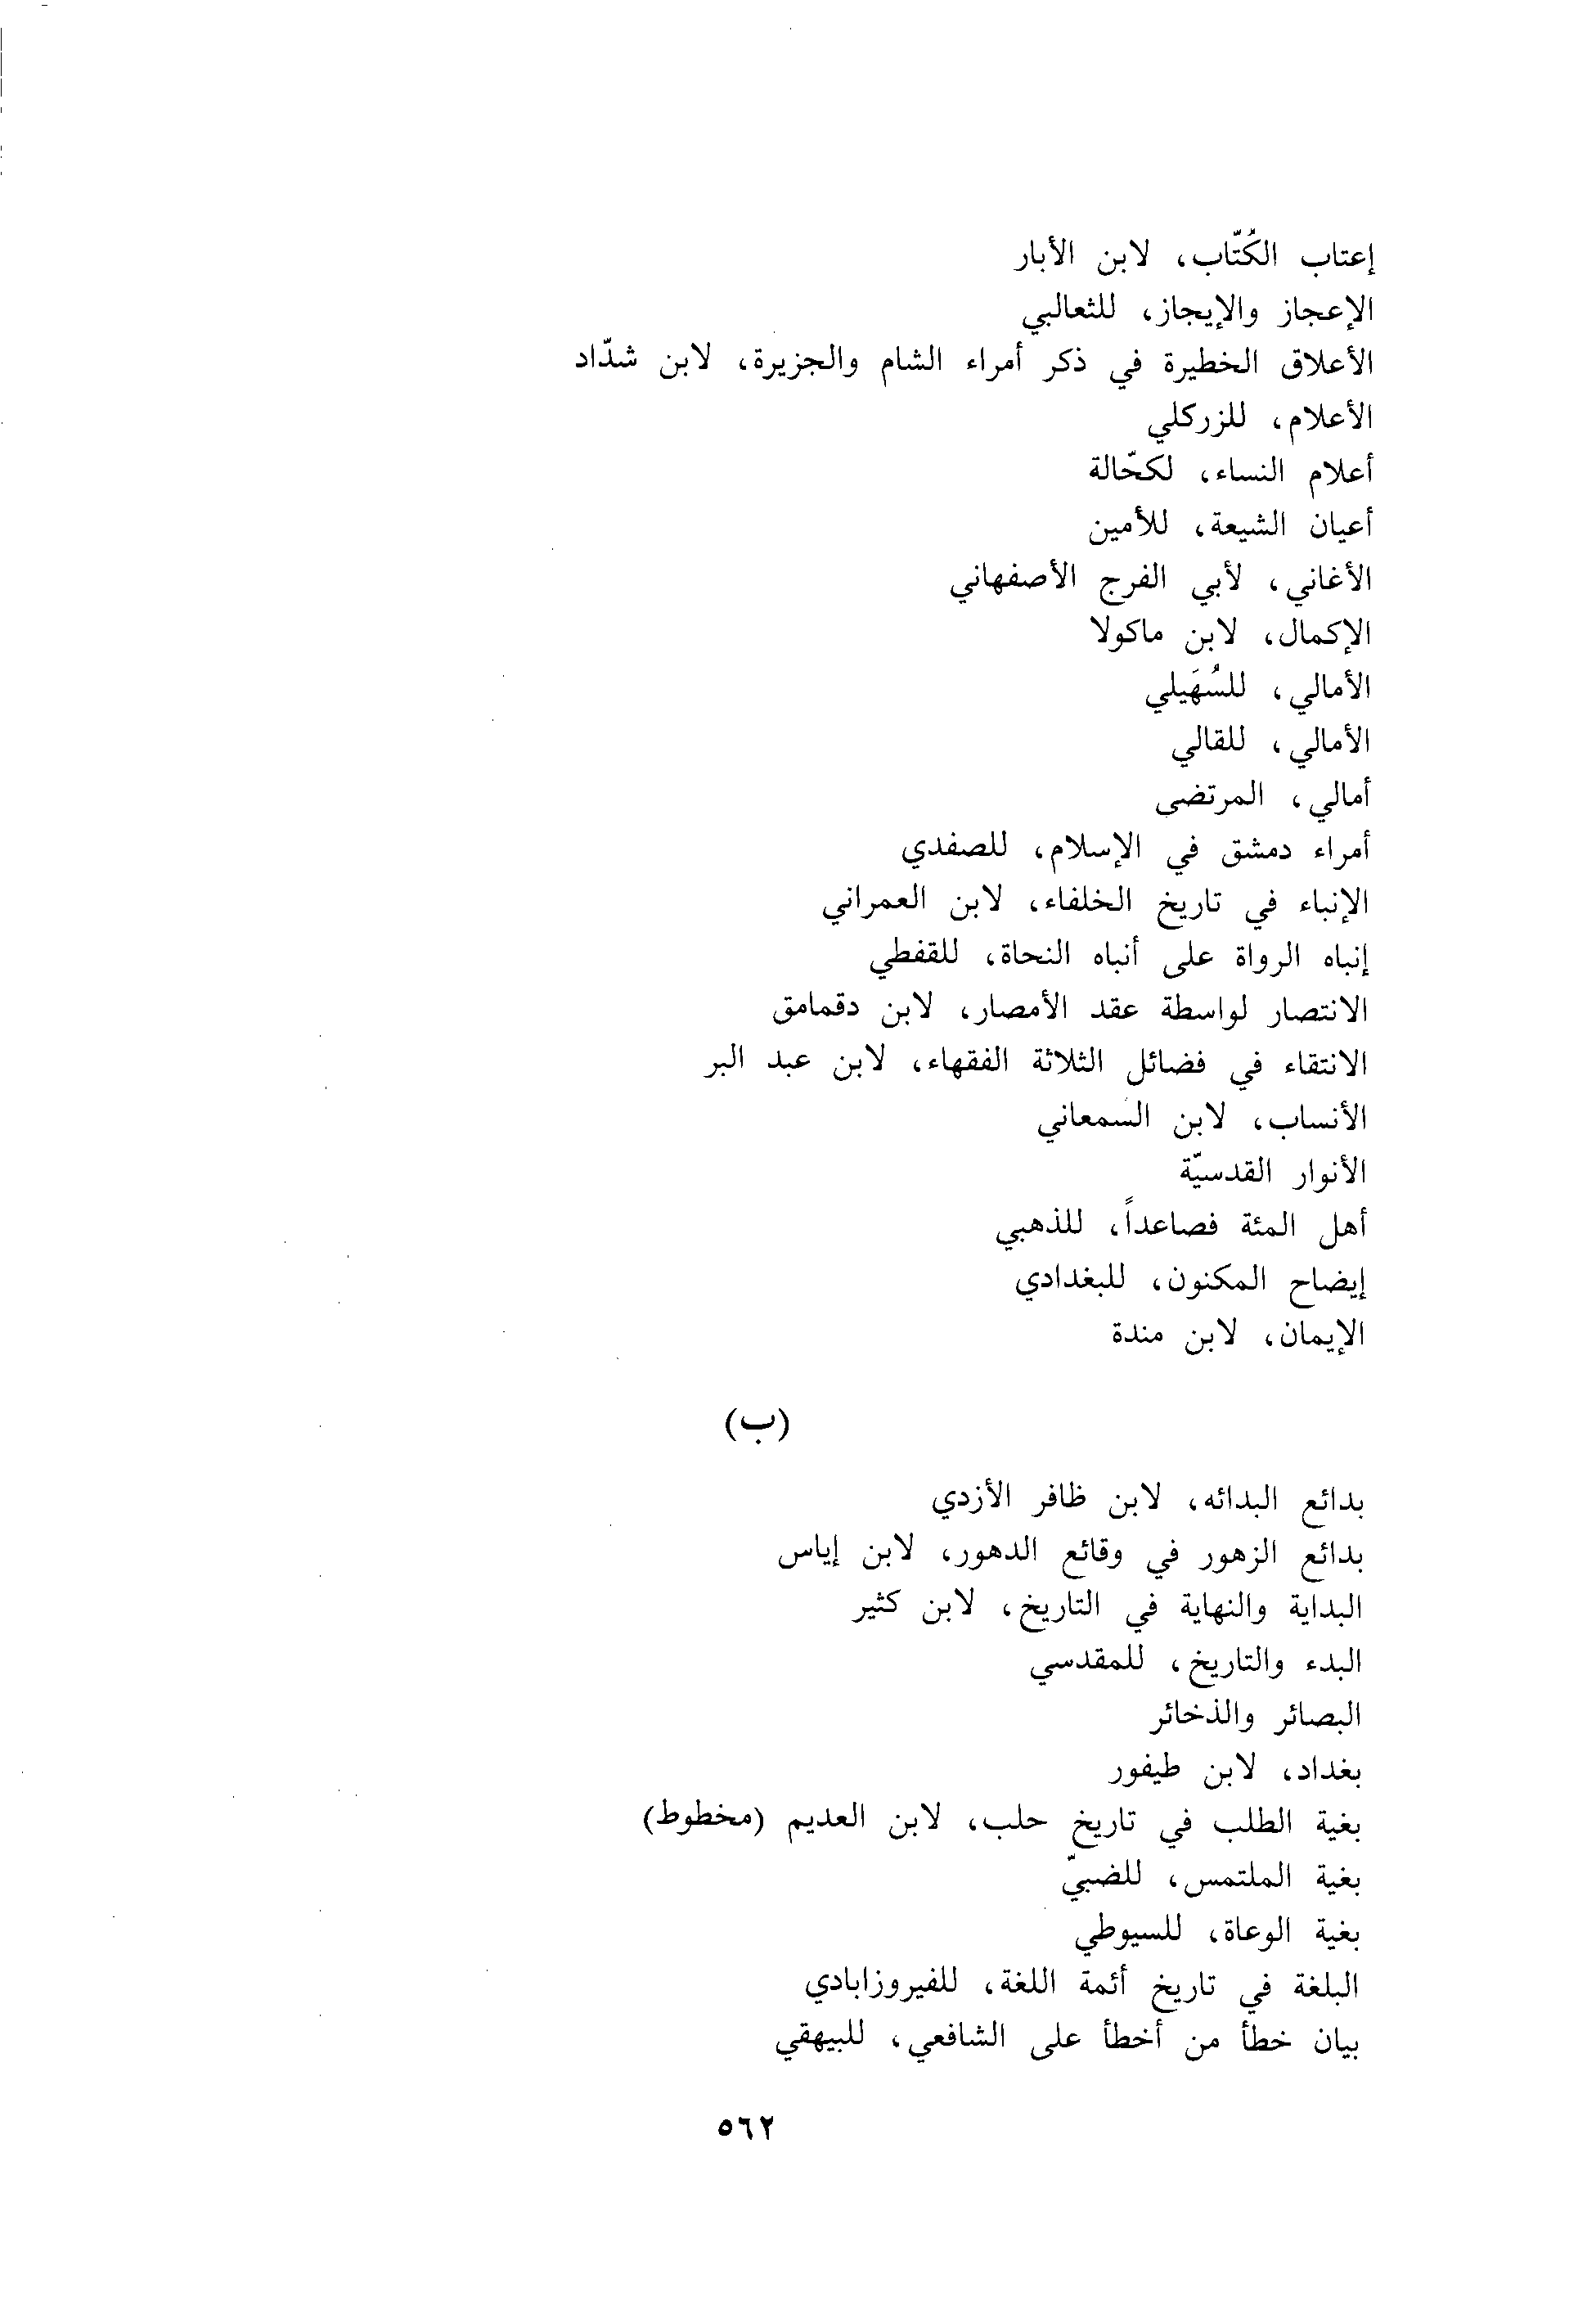 إعتاب الكُتّاب، لابن الأبار
الإعجاز والإيجاز، للثعالبي
الأعلاق الخطيرة في ذكر أمراء الشام والجزيرة، لابن شدّاد
الأعلام، للزركلي
أعلام النساء، لكحّالة
أعيان الشيعة، للأمين
الأغاني، لأبي الفرج الأصفهاني
الإكمال، لابن ماكولا
الأمالي، للسُهَيلي
الأمالي، للقالي
أمالي، المرتضى
أمراء دمشق في الإسلام، للصفدي
الإنباء في تاريخ الخلفاء، لابن العمراني
إنباه الرواة على أنباه النحاة، للقفطي
الانتصار لواسطة عقد الأمصار، لابن دقمامق
الانتقاء في فضائل الثلاثة الفقهاء، لابن عبد البر
الأنساب، لابن السمعاني
الأنوار القدسيّة
أهل المئة فصاعداً، للذهبي
إيضاح المكنون، للبغدادي
الإيمان، لابن مندة
(ب)
بدائع البدائه، لابن ظافر الأزدي
بدائع الزهور في وقائع الدهور، لابن إياس
البداية والنهاية في التاريخ، لابن كثير
البدء والتاريخ، للمقدسي
البصائر والذخائر
بغداد، لابن طيفور
بغية الطلب في تاريخ حلب، لابن العديم (مخطوط)
بغية الملتمس، للضبيّ
بغية الوعاة، للسيوطي
البلغة في تاريخ أئمة اللغة، للفيروزابادي
بيان خطأ من أخطأ على الشافعي، للبيهقي
٥٦٢